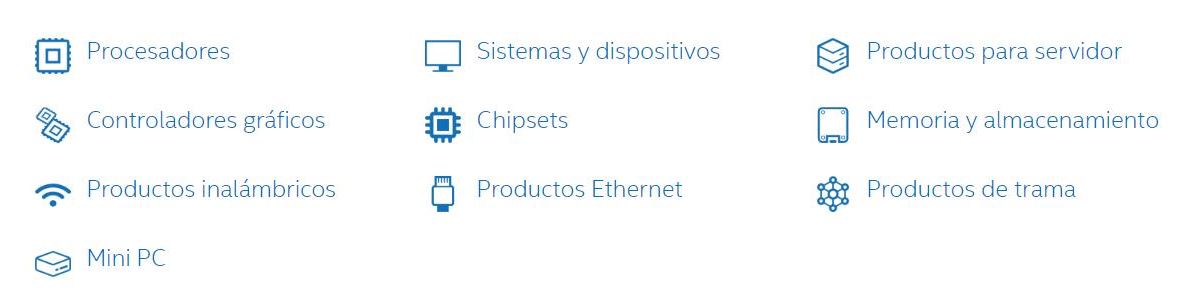 Procesadores
Sistemas y dispositivos
Productos para servidor
Controladores gráficos
Chipsets
Memoria y almacenamiento
Productos inalámbricos
Productos Ethernet
Productos de trama
Mini PC